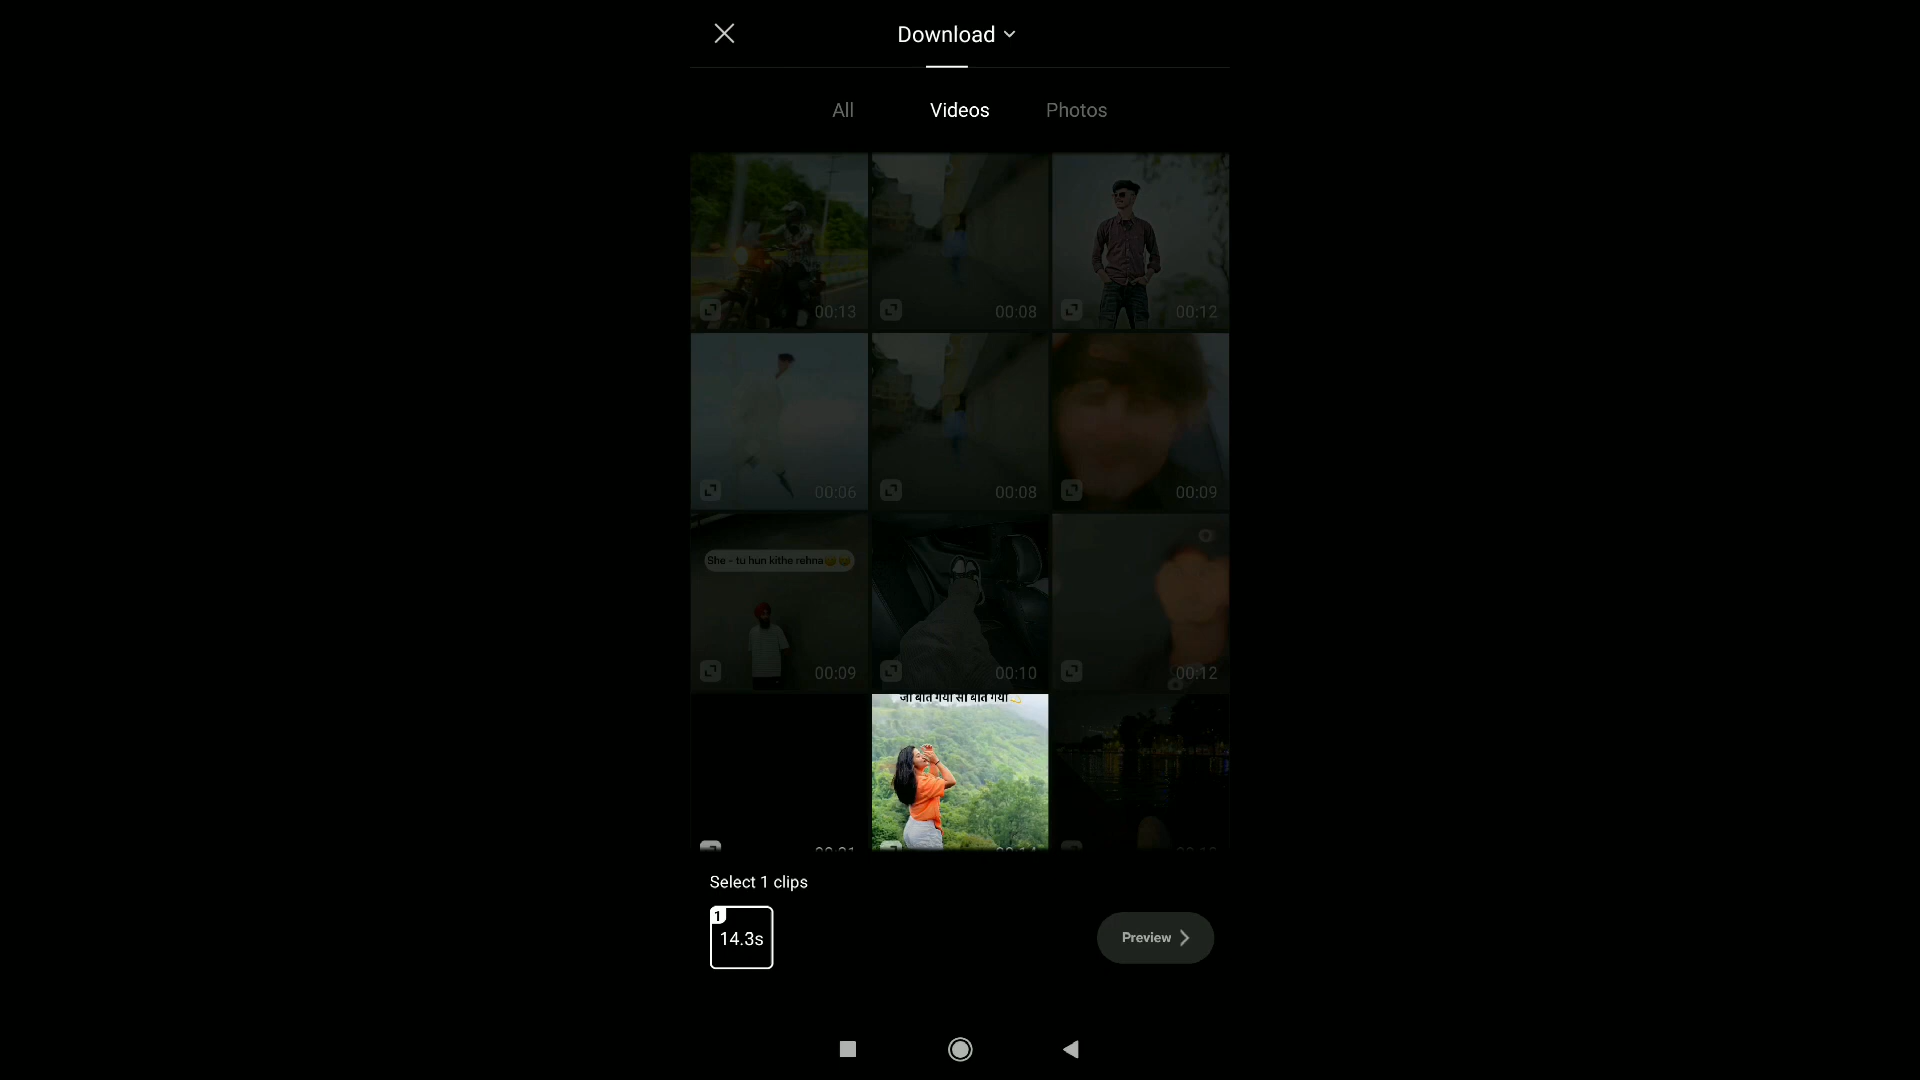 Download
All
Videos
Photos
00:13
00:08
00:12
00:06
00:08
00:09
She - tu hun kithe rehna
00:09
00:10
00:12
जो बीत गया सो बीत गया
Select 1 clips
1
14.3s
Preview